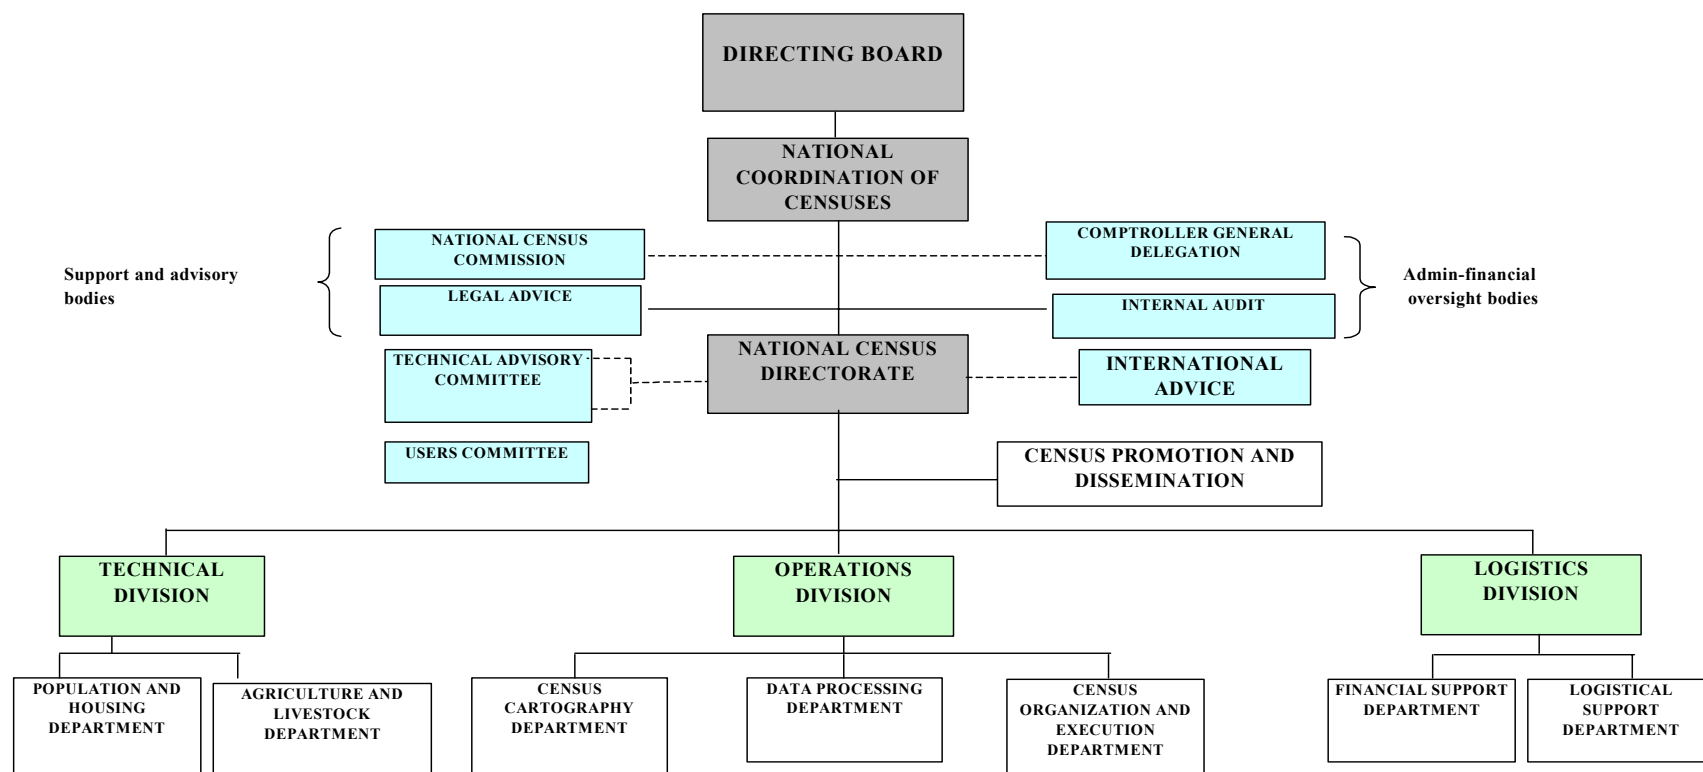 DIRECTING BOARD
NATIONAL
COORDINATION OF
CENSUSES
NATIONAL CENSUS
COMMISSION
COMPTROLLER GENERAL
DELEGATION
Support and advisory
bodies
Admin-financial
oversight bodies
LEGAL ADVICE
INTERNAL AUDIT
TECHNICAL ADVISORY
COMMITTEE
NATIONAL CENSUS
DIRECTORATE
INTERNATIONAL
ADVICE
USERS COMMITTEE
CENSUS PROMOTION AND
DISSEMINATION
TECHNICAL
DIVISION
OPERATIONS
DIVISION
LOGISTICS
DIVISION
POPULATION AND
HOUSING
DEPARTMENT
AGRICULTURE AND
LIVESTOCK
DEPARTMENT
CENSUS
CARTOGRAPHY
DEPARTMENT
DATA PROCESSING
DEPARTMENT
CENSUS
ORGANIZATION AND
EXECUTION
DEPARTMENT
FINANCIAL SUPPORT
DEPARTMENT
LOGISTICAL
SUPPORT
DEPARTMENT